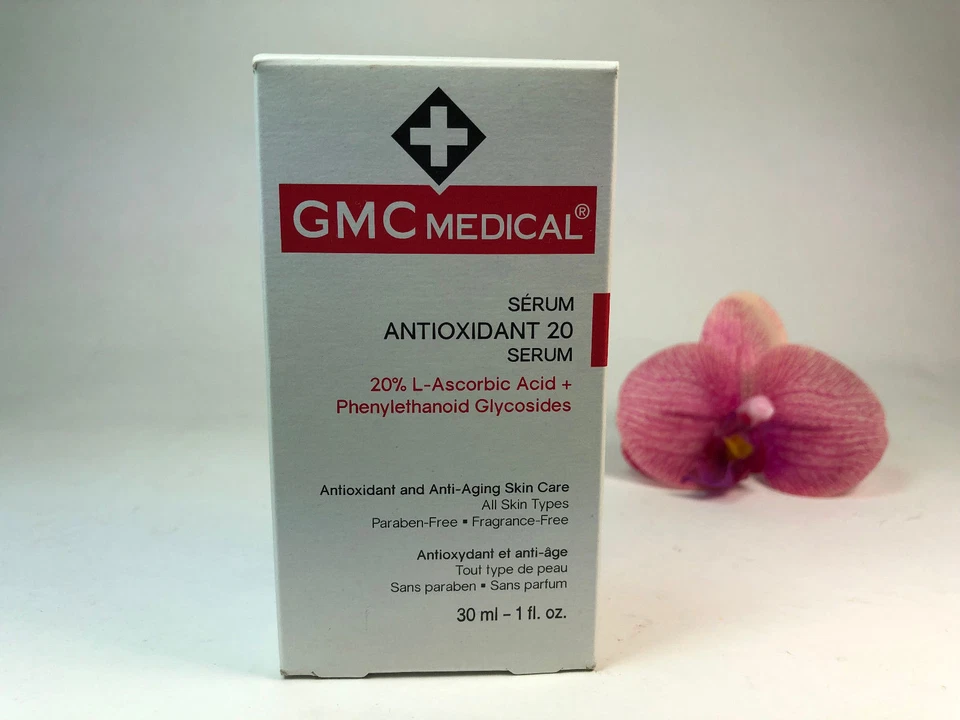 GMC MEDICAL®
SÉRUM
ANTIOXIDANT 20
SERUM
20% L-Ascorbic Acid +
Phenylethanoid Glycosides
Antioxidant and Anti-Aging Skin Care
All Skin Types
Paraben-Free ▪ Fragrance-Free
Antioxydant et anti-âge
Tout type de peau
Sans paraben ▪ Sans parfum
30 ml – 1 fl. oz.